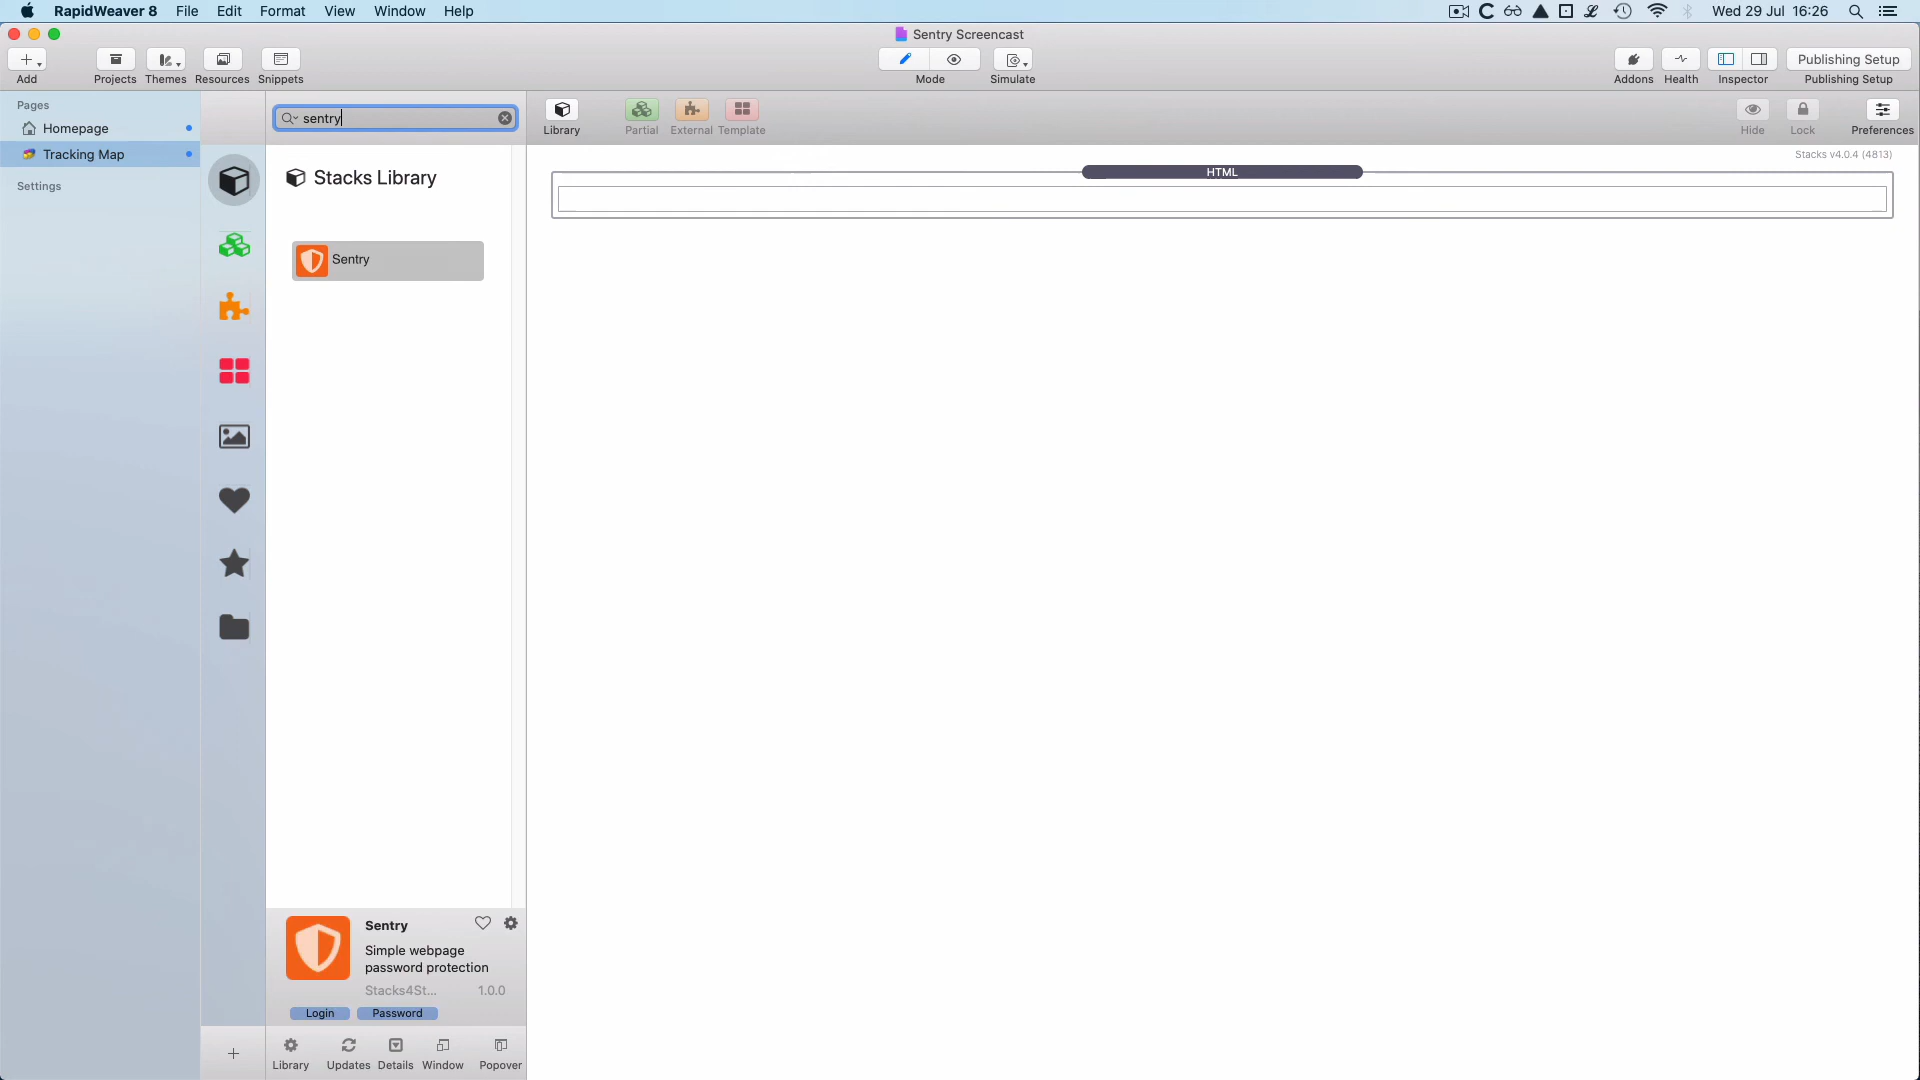 RapidWeaver 8 File Edit Format View Window Help
Wed 29 Jul 16:26
Sentry Screencast
Add Projects Themes Resources Snippets
Mode Simulate
Addons Health Inspector
Publishing Setup
Publishing Setup
Pages
Homepage
Tracking Map
Settings
sentry
Stacks Library
Sentry
Library Partial External Template
Hide Lock Preferences
Stacks v4.0.4 (4813)
HTML
Sentry
Simple webpage
password protection
Stacks4St... 1.0.0
Login Password
Library Updates Details Window Popover